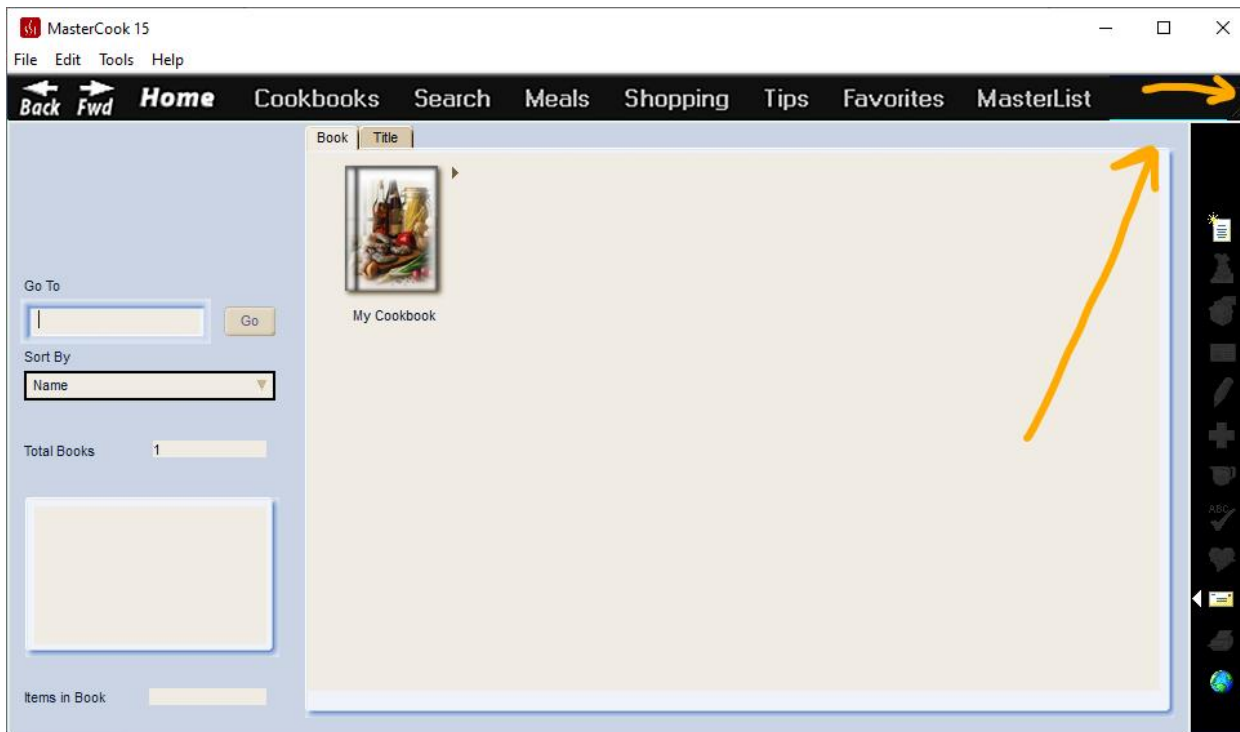 MasterCook 15
File Edit Tools Help
Back Fwd Home Cookbooks Search Meals Shopping Tips Favorites MasterList
Book Title
My Cookbook
Go To
Go
Sort By
Name
Total Books 1
Items in Book
ABC